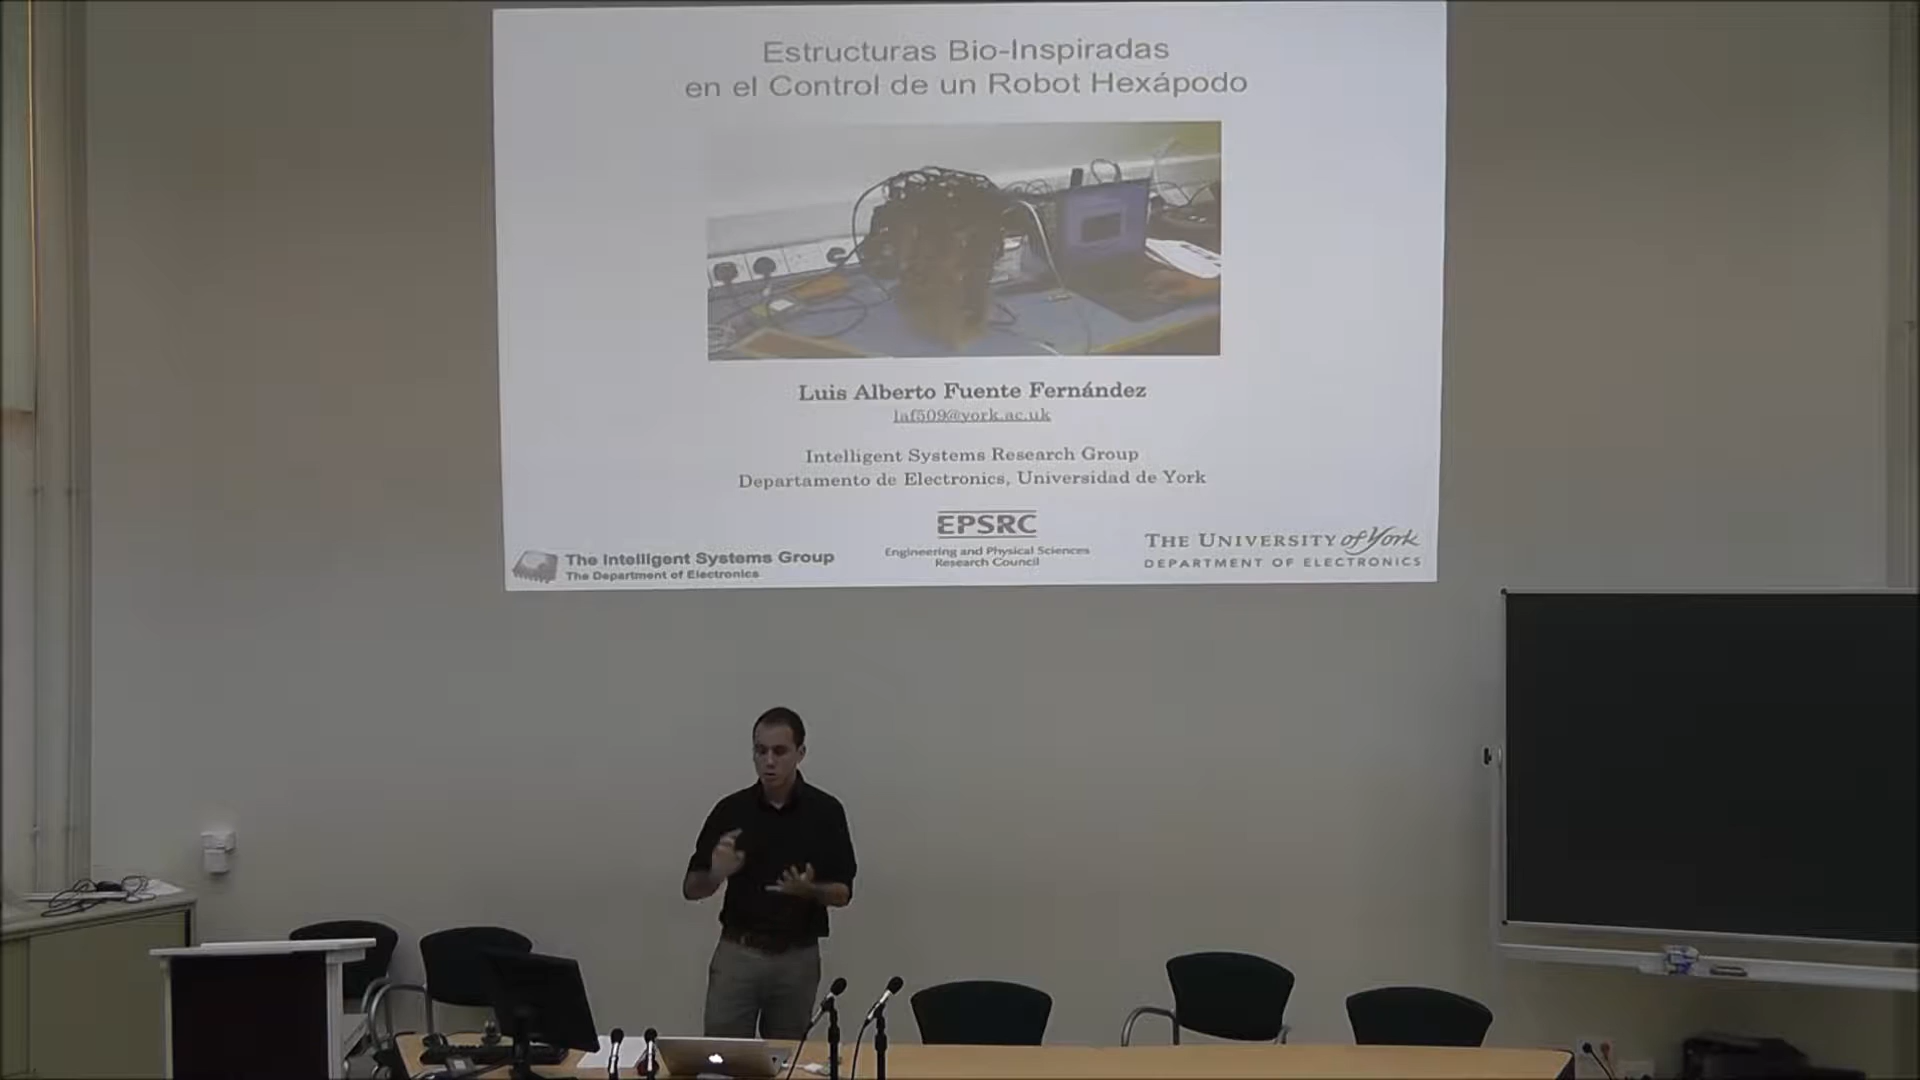 Estructuras Bio-Inspiradas
en el Control de un Robot Hexápodo
Luis Alberto Fuente Fernández
laf509@york.ac.uk
Intelligent Systems Research Group
Departamento de Electronics, Universidad de York
The Intelligent Systems Group
The Department of Electronics
EPSRC
Engineering and Physical Sciences
Research Council
THE UNIVERSITY of York
DEPARTMENT OF ELECTRONICS